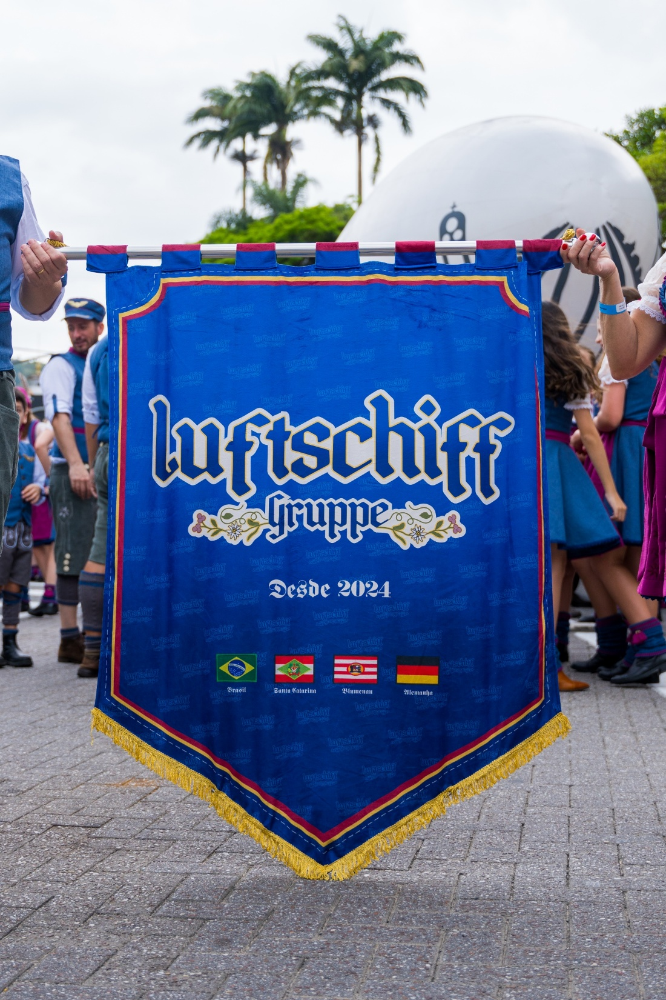 Luftschiff
Gruppe
Desde 2024
Brasil Santa Catarina Blumenau Alemanha